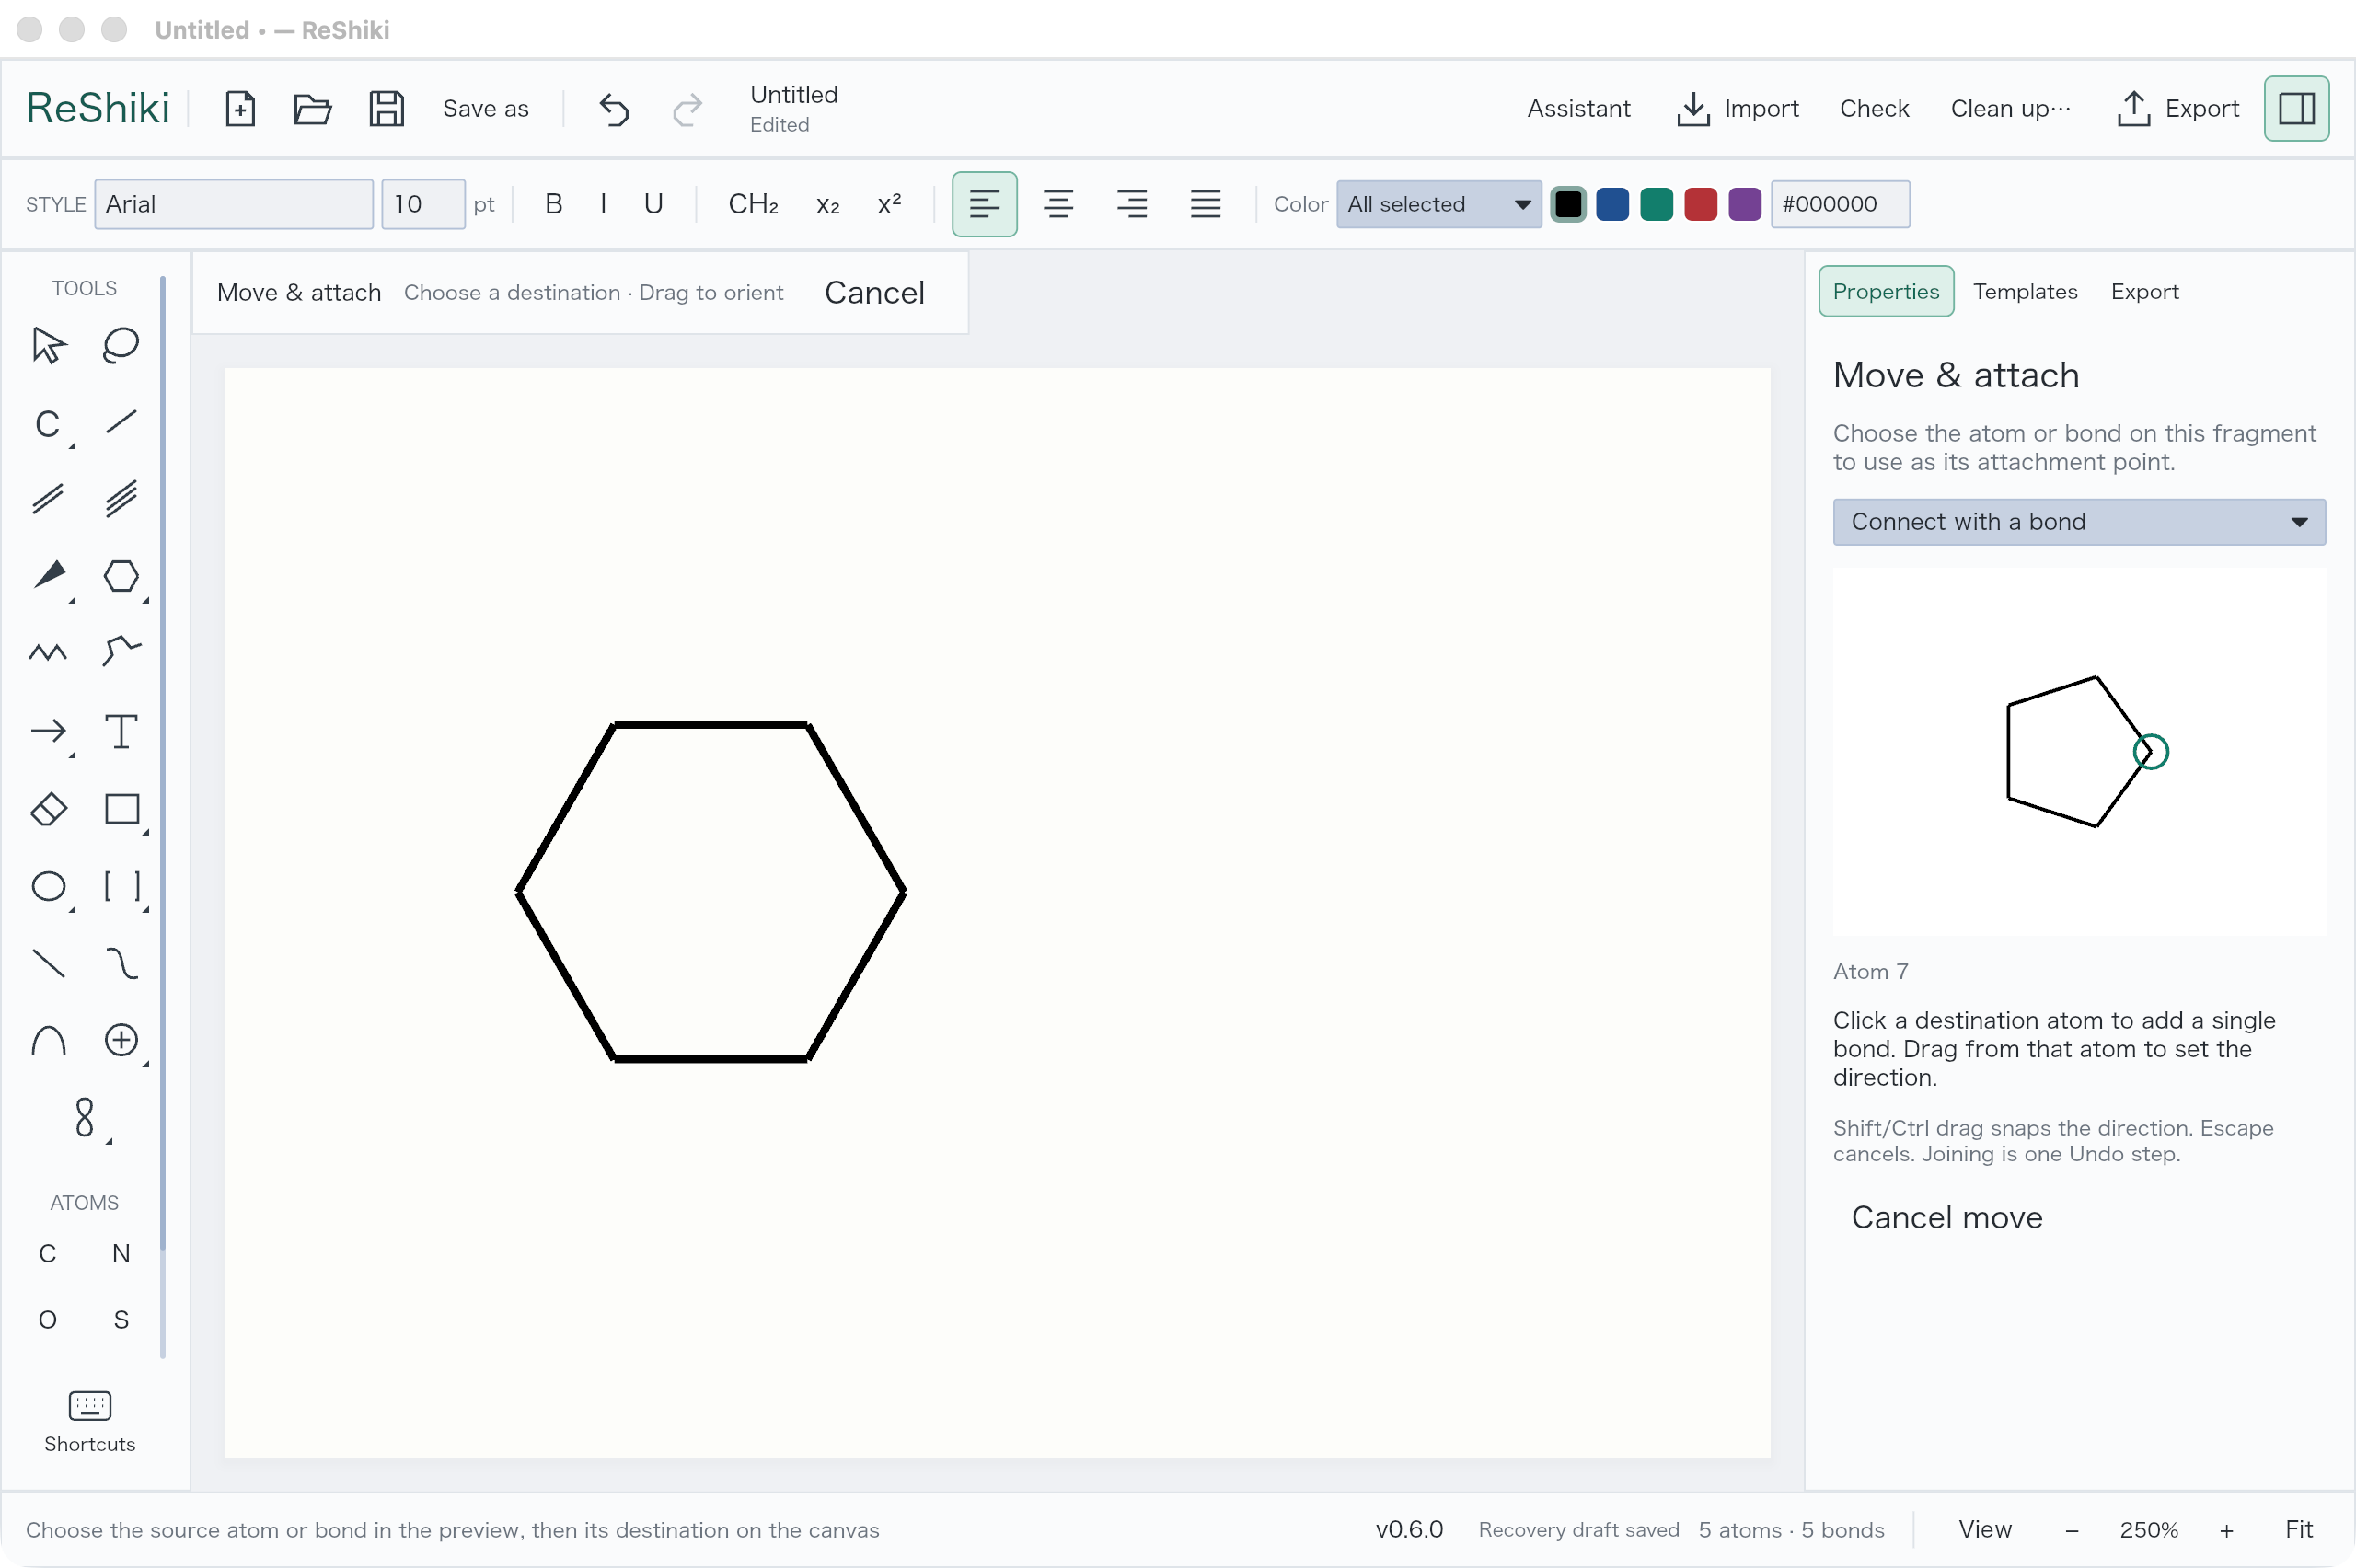 Untitled • — ReShiki
ReShiki
Save as
Untitled
Edited
Assistant
Import
Check
Clean up⋯
Export
STYLE
Arial
10
pt
B
I
U
CH₂
x₂
x²
Color
All selected
#000000
TOOLS
C
T
ATOMS
C
N
O
S
Shortcuts
Move & attach
Choose a destination · Drag to orient
Cancel
Properties
Templates
Export
Move & attach
Choose the atom or bond on this fragment
to use as its attachment point.
Connect with a bond
Atom 7
Click a destination atom to add a single
bond. Drag from that atom to set the
direction.
Shift/Ctrl drag snaps the direction. Escape
cancels. Joining is one Undo step.
Cancel move
Choose the source atom or bond in the preview, then its destination on the canvas
v0.6.0
Recovery draft saved
5 atoms · 5 bonds
View
−
250%
+
Fit